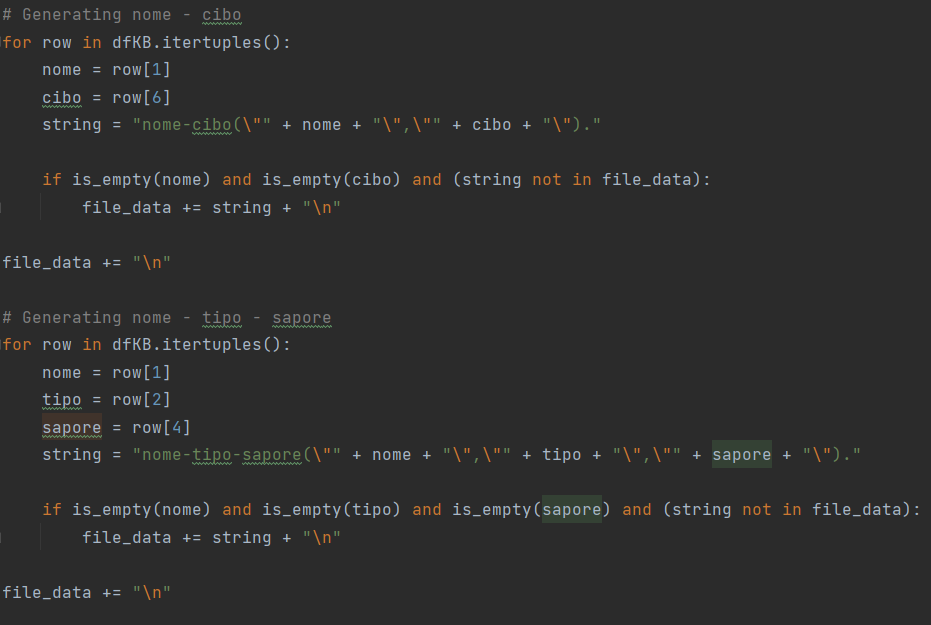 # Generating nome - cibo
for row in dfKB.itertuples():
    nome = row[1]
    cibo = row[6]
    string = "nome-cibo(\"" + nome + "\",\"" + cibo + "\")."
    if is_empty(nome) and is_empty(cibo) and (string not in file_data):
        file_data += string + "\n"
file_data += "\n"
# Generating nome - tipo - sapore
for row in dfKB.itertuples():
    nome = row[1]
    tipo = row[2]
    sapore = row[4]
    string = "nome-tipo-sapore(\"" + nome + "\",\"" + tipo + "\",\"" + sapore + "\")."
    if is_empty(nome) and is_empty(tipo) and is_empty(sapore) and (string not in file_data):
        file_data += string + "\n"
file_data += "\n"